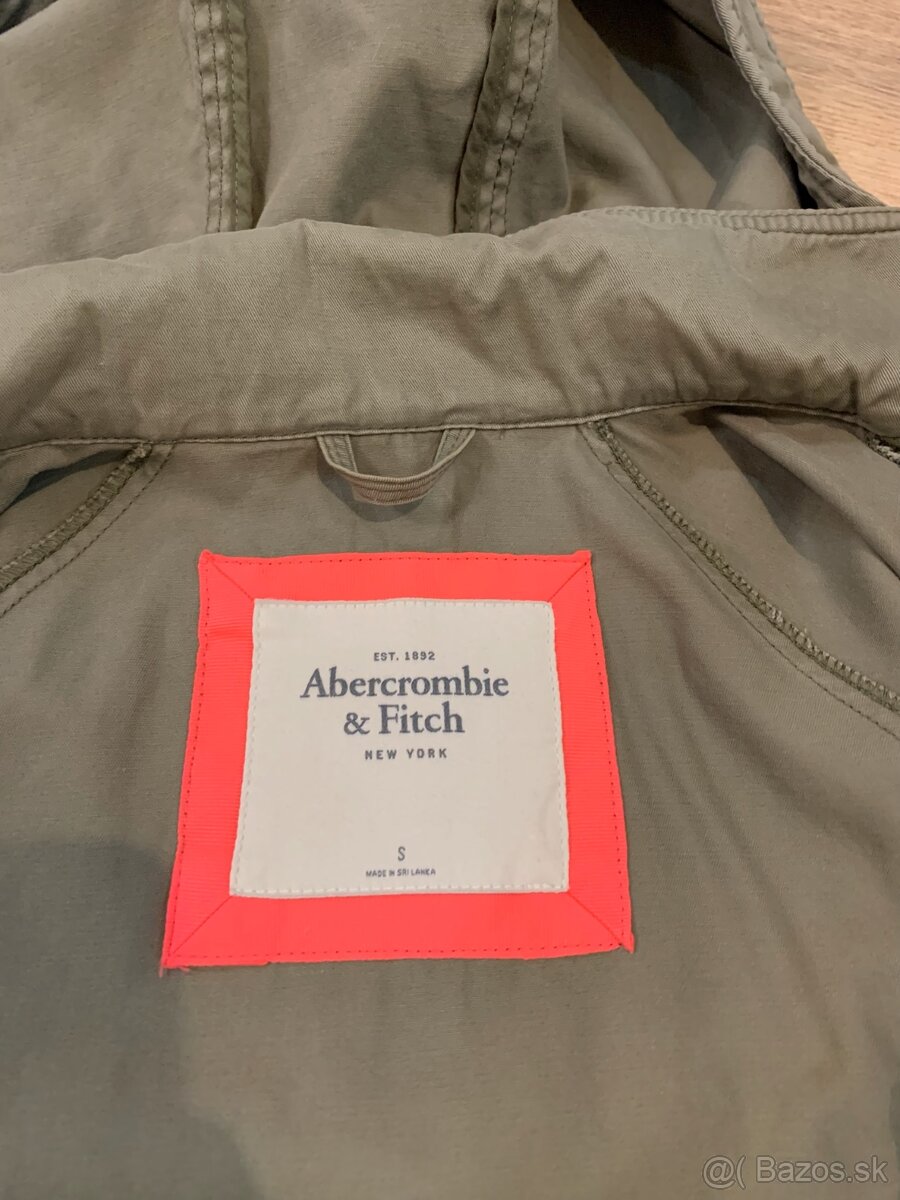 EST. 1892
Abercrombie
& Fitch
NEW YORK
S
MADE IN SRI LANKA
@( Bazos.sk